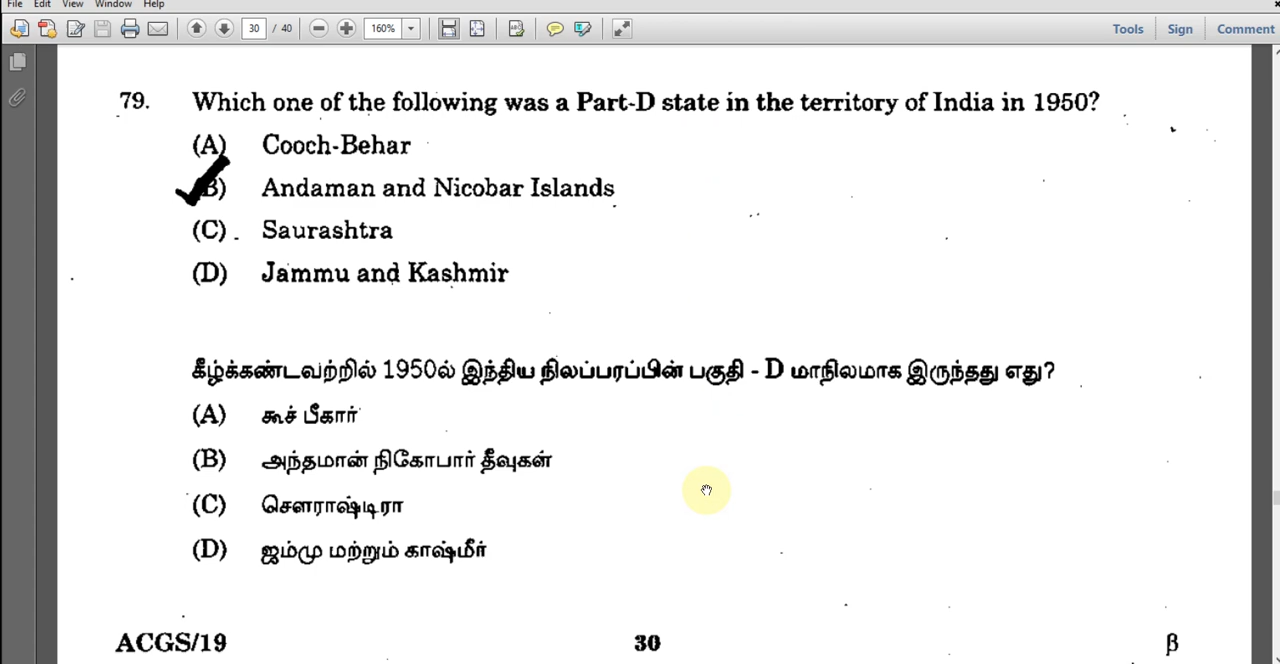 File Edit View Window Help
30 / 40 160% Tools Sign Comment
79. Which one of the following was a Part-D state in the territory of India in 1950?
(A) Cooch-Behar
(B) Andaman and Nicobar Islands
(C) Saurashtra
(D) Jammu and Kashmir
கீழ்க்கண்டவற்றில் 1950ல் இந்திய நிலப்பரப்பின் பகுதி - D மாநிலமாக இருந்தது எது?
(A) கூச் பீகார்
(B) அந்தமான் நிகோபார் தீவுகள்
(C) சௌராஷ்டிரா
(D) ஜம்மு மற்றும் காஷ்மீர்
ACGS/19 30 β